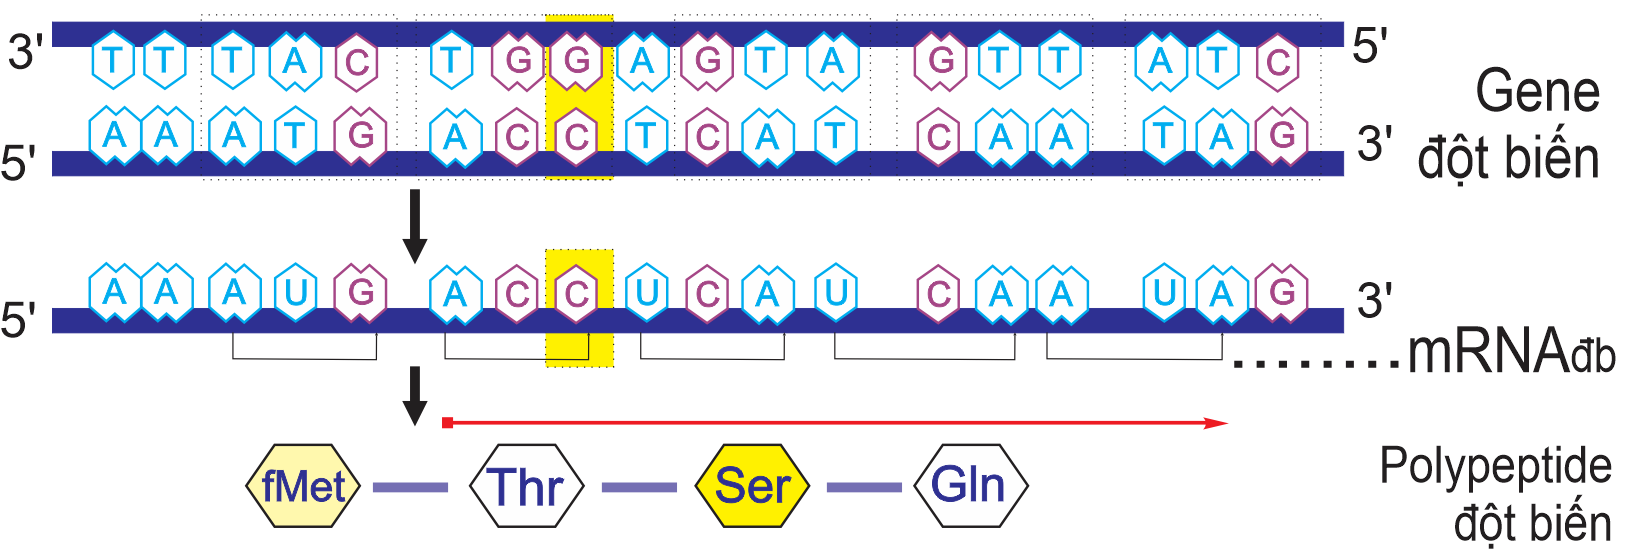 3' T T T A C T G G A G T A G T T A T C 5'
Gene
đột biến
5' A A A T G A C C T C A T C A A T A G 3'
5' A A A U G A C C U C A U C A A U A G 3'
mRNAđb
fMet Thr Ser Gln
Polypeptide
đột biến